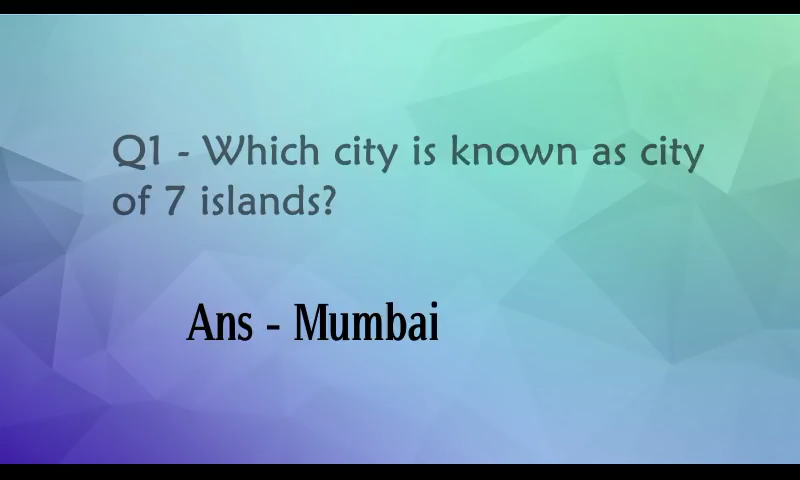 Q1 - Which city is known as city
of 7 islands?
Ans - Mumbai